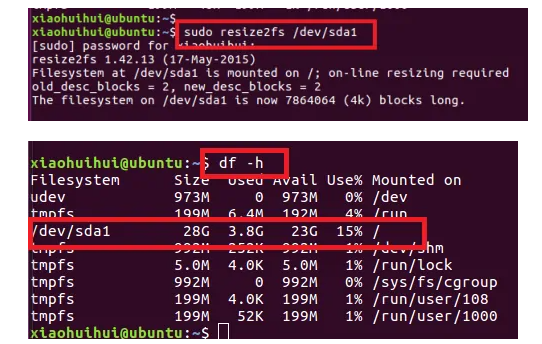 xiaohuihui@ubuntu:~$
xiaohuihui@ubuntu:~$ sudo resize2fs /dev/sda1
[sudo] password for xiaohuihui:
resize2fs 1.42.13 (17-May-2015)
Filesystem at /dev/sda1 is mounted on /; on-line resizing required
old_desc_blocks = 2, new_desc_blocks = 2
The filesystem on /dev/sda1 is now 7864064 (4k) blocks long.
xiaohuihui@ubuntu:~$ df -h
Filesystem Size Used Avail Use% Mounted on
udev 973M 0 973M 0% /dev
tmpfs 199M 6.4M 192M 4% /run
/dev/sda1 28G 3.8G 23G 15% /
tmpfs 992M 252K 992M 1% /dev/shm
tmpfs 5.0M 4.0K 5.0M 1% /run/lock
tmpfs 992M 0 992M 0% /sys/fs/cgroup
tmpfs 199M 4.0K 199M 1% /run/user/108
tmpfs 199M 52K 199M 1% /run/user/1000
xiaohuihui@ubuntu:~$